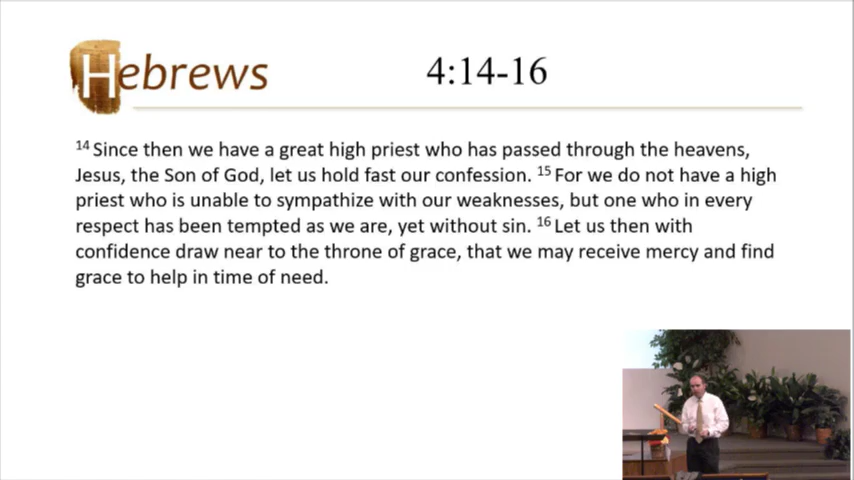 Hebrews
4:14-16
14 Since then we have a great high priest who has passed through the heavens,
Jesus, the Son of God, let us hold fast our confession. 15 For we do not have a high
priest who is unable to sympathize with our weaknesses, but one who in every
respect has been tempted as we are, yet without sin. 16 Let us then with
confidence draw near to the throne of grace, that we may receive mercy and find
grace to help in time of need.